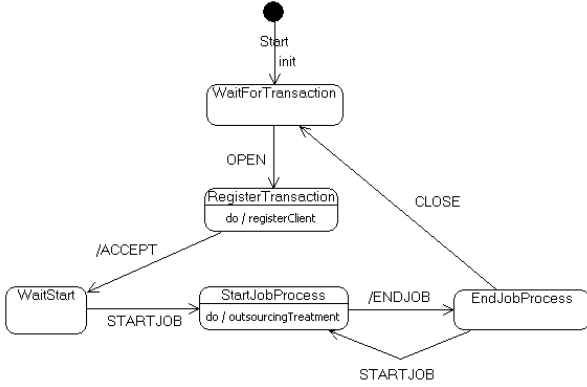 Start
init
WaitForTransaction
OPEN
RegisterTransaction
do / registerClient
CLOSE
/ACCEPT
WaitStart
STARTJOB
StartJobProcess
do / outsourcingTreatment
/ENDJOB
EndJobProcess
STARTJOB